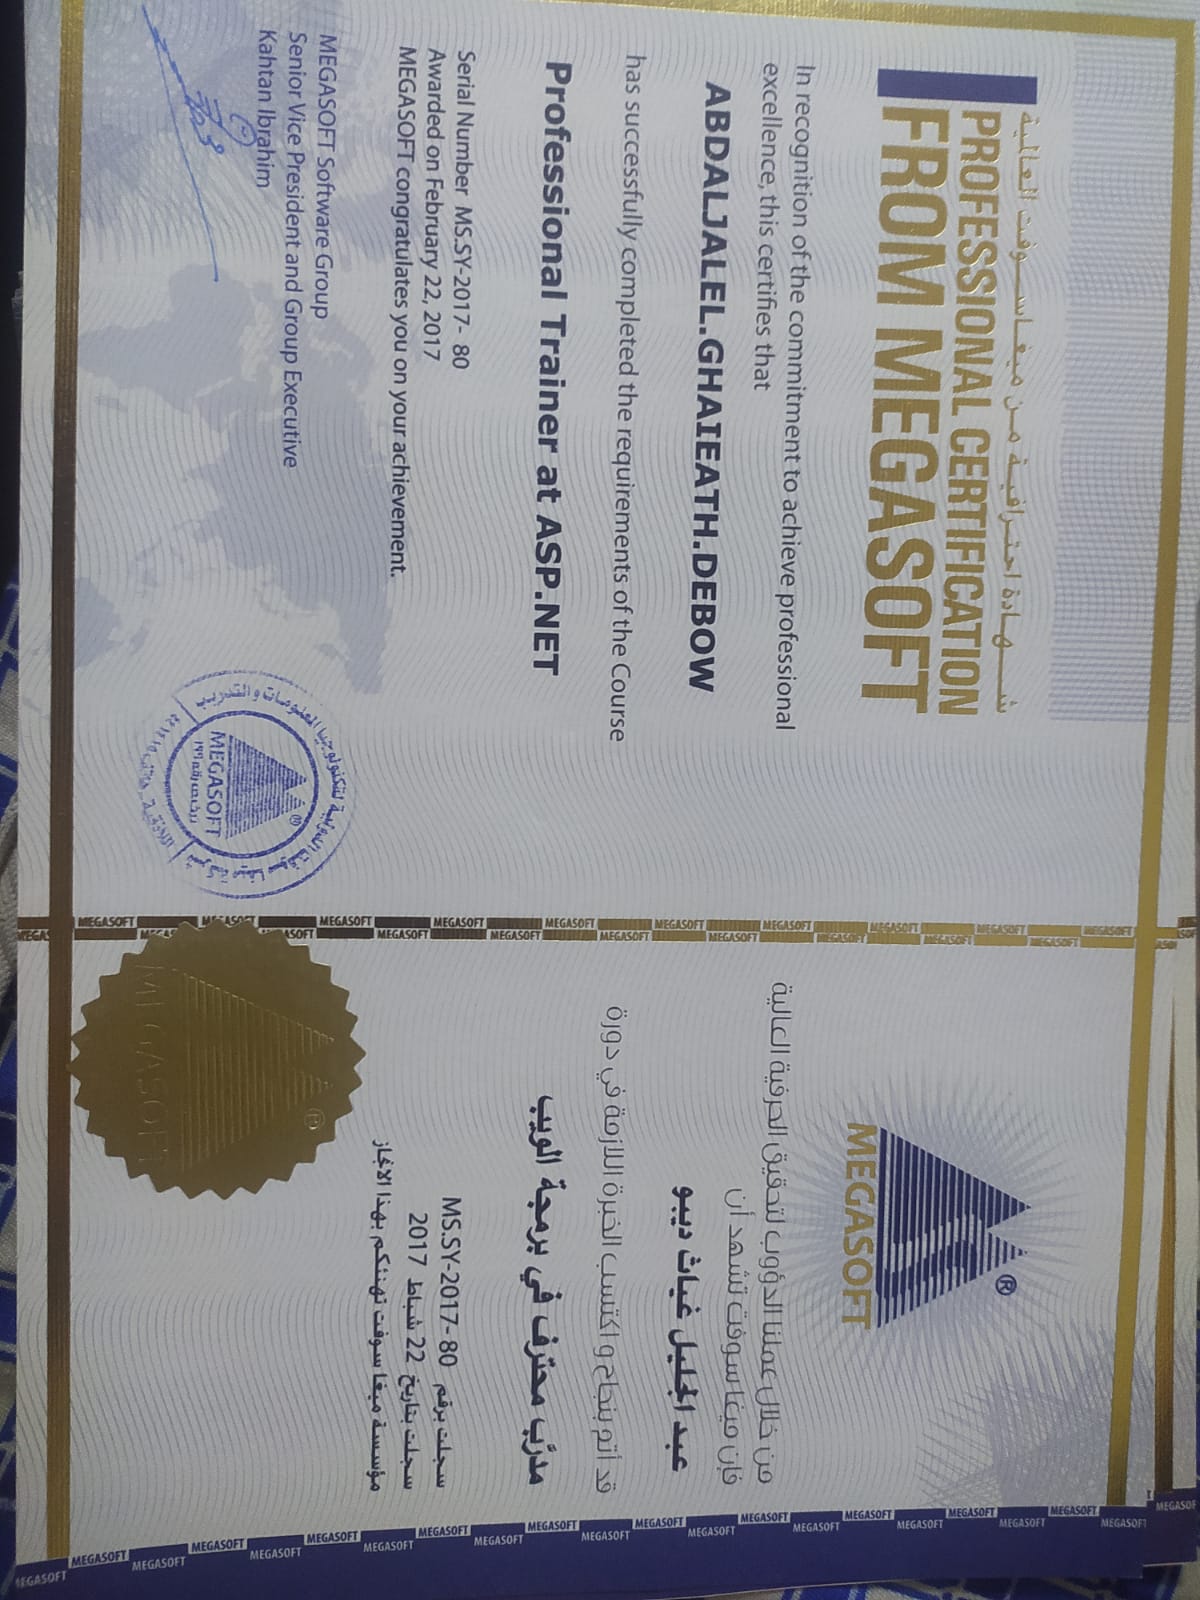 شهادة احترافية من ميغاسوفت العالمية
PROFESSIONAL CERTIFICATION
FROM MEGASOFT
In recognition of the commitment to achieve professional
excellence, this certifies that
ABDALJALEL.GHAIEATH.DEBOW
has successfully completed the requirements of the Course
Professional Trainer at ASP.NET
Serial Number MS.SY-2017- 80
Awarded on February 22, 2017
MEGASOFT congratulates you on your achievement.
MEGASOFT Software Group
Senior Vice President and Group Executive
Kahtan Ibrahim
MEGASOFT
MEGASOFT ®
من خلال عملنا الدؤوب لتحقيق الحرفية العالية
فإن ميغاسوفت تشهد أن
عبد الجليل غياث ديبو
قد أتم بنجاح و اكتسب الخبرة اللازمة في دورة
مدرّب محترف في برمجة الويب
سجلت برقم MS.SY-2017- 80
سجلت بتاريخ 22 شباط 2017
مؤسسة ميغا سوفت تهنئكم بهذا الانجاز
MEGASOFT ®